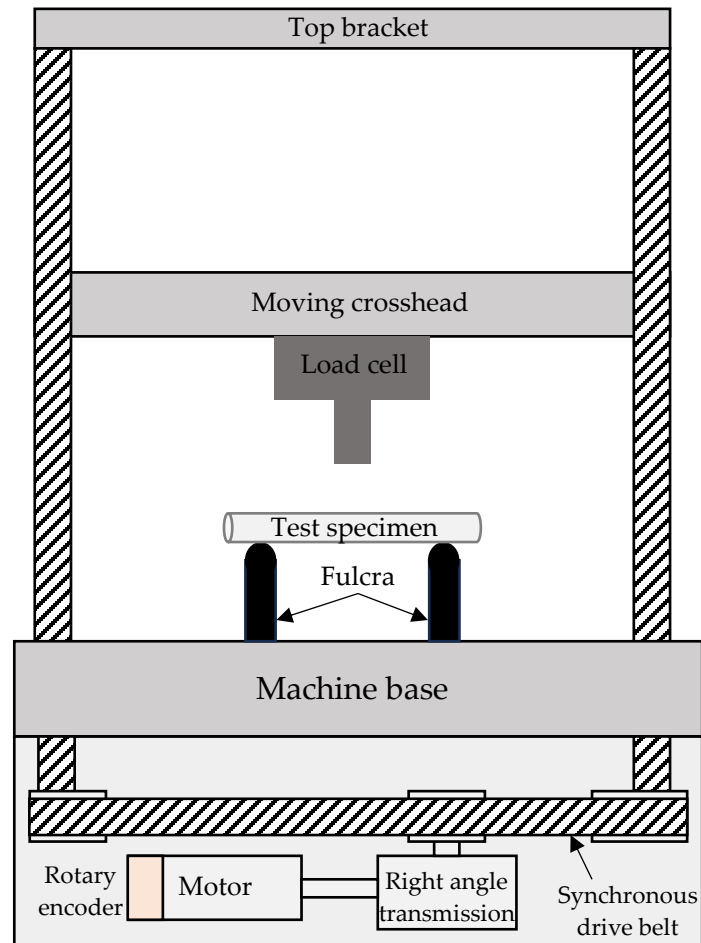 Top bracket
Moving crosshead
Load cell
Test specimen
Fulcra
Machine base
Rotary
encoder
Motor
Right angle
transmission
Synchronous
drive belt